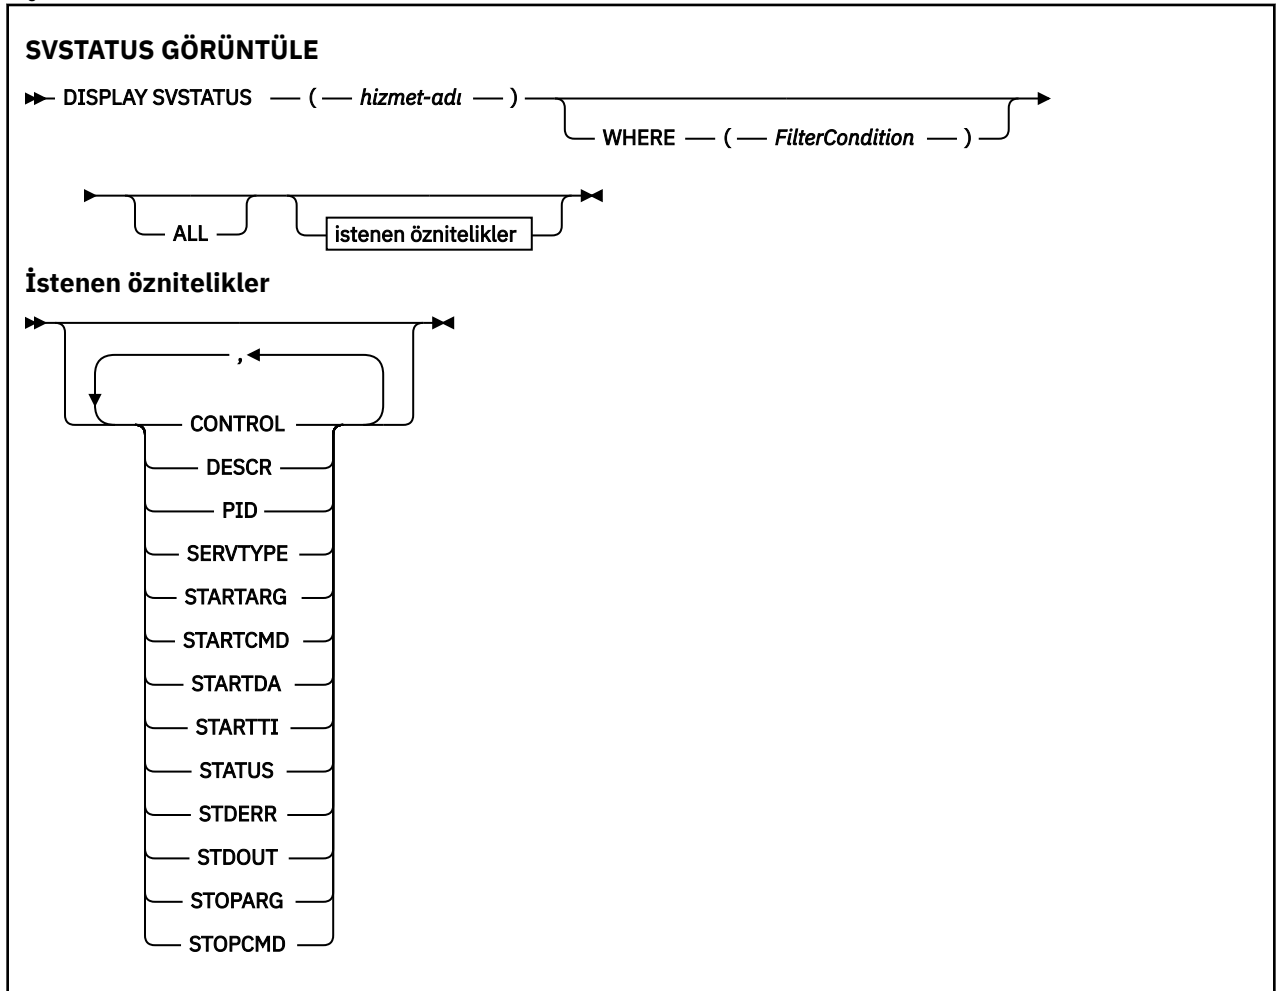 SVSTATUS GÖRÜNTÜLE
DISPLAY SVSTATUS ( hizmet-adı )
WHERE ( FilterCondition )
ALL istenen öznitelikler
İstenen öznitelikler
,
CONTROL
DESCR
PID
SERVTYPE
STARTARG
STARTCMD
STARTDA
STARTTI
STATUS
STDERR
STDOUT
STOPARG
STOPCMD